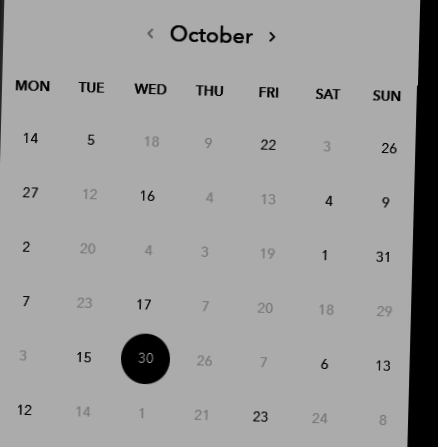 ‹ October ›
MON TUE WED THU FRI SAT SUN
14 5 18 9 22 3 26
27 12 16 4 13 4 9
2 20 4 3 19 1 31
7 23 17 7 20 18 29
3 15 30 26 7 6 13
12 14 1 21 23 24 8